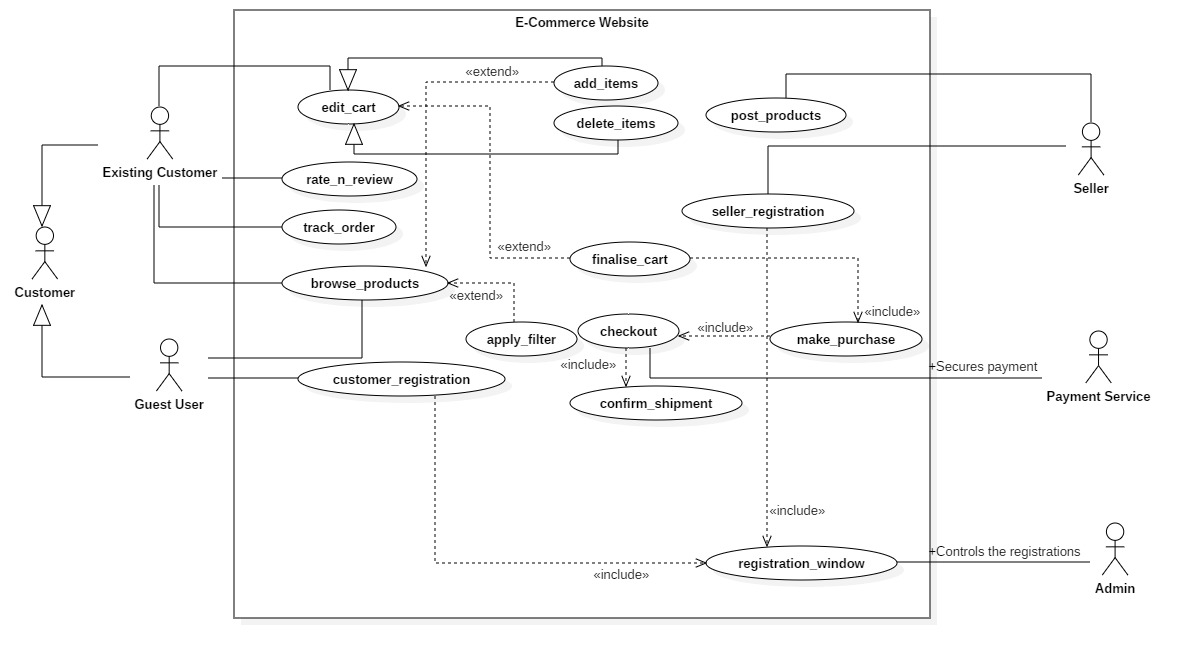 E-Commerce Website
«extend»
add_items
edit_cart
post_products
delete_items
Existing Customer
rate_n_review
Seller
seller_registration
track_order
«extend»
finalise_cart
Customer
browse_products
«extend»
«include»
checkout
«include»
apply_filter
make_purchase
«include»
+Secures payment
customer_registration
Payment Service
Guest User
confirm_shipment
«include»
+Controls the registrations
registration_window
«include»
Admin